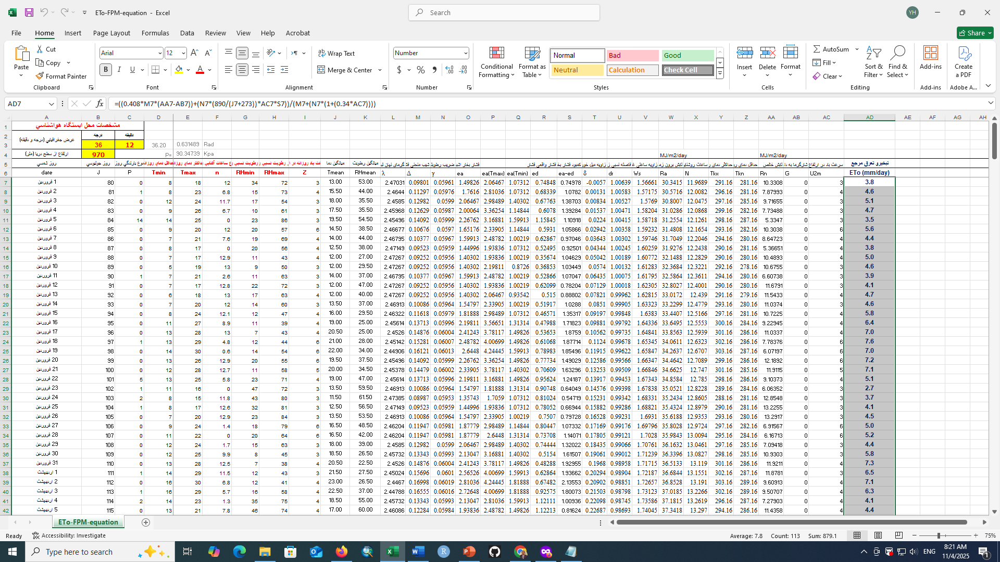 ETo-FPM-equation - Excel
Search
YH
File Home Insert Page Layout Formulas Data Review View Help Acrobat
Share
Paste Cut Copy Format Painter Clipboard
Arial 12 B I U Font
Wrap Text Merge & Center Alignment
Number Number
Conditional Formatting Format as Table
Normal Bad Good
Neutral Calculation Check Cell
Styles
Insert Delete Format Cells
AutoSum Fill Clear Sort & Filter Find & Select Editing
Add-ins Add-ins
Create a PDF Adobe A...
AD7 fx =((0.408*M7*(AA7-AB7))+(N7*(890/(J7+273))*AC7*S7))/(M7+(N7*(1+(0.34*AC7))))
A B C D E F G H I J K L M N O P Q R S T U V W X Y Z AA AB AC AD AE AF AG AH
1 مشخصات محل ايستگاه هواشناسي
2 درجه دقيقه
عرض جغرافيايي (درجه و دقيقه)
3 36 12 36.20 0.631489 Rad
4 ارتفاع از سطح دريا (متر) 970 P= 90.34739 Kpa MJ/m2/day MJ/m2/day
5 روز شمسي روز جولیوسي ميانگين دما ميانگين رطوبت تبخيرو تعرق مرجع
6 date J P Tmin Tmax n RHmin RHmax Z Tmean RHmean λ Δ γ ea ea(Tmax) ea(Tmin) ed ea-ed δ dr Ws Ra N Tkx Tkn Rn G U2m ETo (mm/day)
7 1 فروردين 80 0 8 18 12 34 72 3 13.00 53.00 2.47031 0.09801 0.05961 1.49826 2.06467 1.07312 0.74848 0.74978 -0.0057 1.00639 1.56661 30.3415 11.9689 291.16 281.16 10.3308 0 3 3.8
8 2 فروردين 81 1 8 23 6.8 15 73 4 15.50 44.00 2.4644 0.11297 0.05976 1.7616 2.81036 1.07312 0.68339 1.0782 0.00131 1.00583 1.57175 30.5716 12.0082 296.16 281.16 7.87993 0 4 4.6
9 3 فروردين 82 0 12 24 11.7 17 54 3 18.00 35.50 2.4585 0.12982 0.0599 2.06467 2.98489 1.40302 0.67763 1.38703 0.00834 1.00527 1.5769 30.8007 12.0475 297.16 285.16 9.71655 0 3 5.1
10 4 فروردين 83 0 9 26 6.7 10 61 3 17.50 35.50 2.45968 0.12629 0.05987 2.00064 3.36254 1.14844 0.6078 1.39284 0.01537 1.00471 1.58204 31.0286 12.0868 299.16 282.16 7.73488 0 3 4.7
11 5 فروردين 84 14 14 25 0 23 86 3 19.50 54.50 2.45496 0.14092 0.05999 2.26762 3.16881 1.59913 1.15845 1.10918 0.0224 1.00415 1.58718 31.2554 12.1261 298.16 287.16 5.3347 0 3 3.5
12 6 فروردين 85 0 9 20 12 20 57 6 14.50 38.50 2.46677 0.10676 0.0597 1.65176 2.33905 1.14844 0.5931 1.05866 0.02942 1.00358 1.59232 31.4808 12.1654 293.16 282.16 10.3038 0 6 5.6
13 7 فروردين 86 0 7 21 7.6 19 69 4 14.00 44.00 2.46795 0.10377 0.05967 1.59913 2.48782 1.00219 0.62867 0.97046 0.03643 1.00302 1.59746 31.7049 12.2046 294.16 280.16 8.64723 0 4 4.4
14 8 فروردين 87 0 8 17 0 20 56 4 12.50 38.00 2.47149 0.09523 0.05959 1.44996 1.93836 1.07312 0.52495 0.92501 0.04344 1.00245 1.60259 31.9276 12.2438 290.16 281.16 5.36651 0 4 3.8
15 9 فروردين 88 0 7 17 12.9 11 43 4 12.00 27.00 2.47267 0.09252 0.05956 1.40302 1.93836 1.00219 0.35674 1.04629 0.05042 1.00189 1.60772 32.1488 12.2829 290.16 280.16 10.4893 0 4 5.0
16 10 فروردين 89 0 5 19 13 9 50 3 12.00 29.50 2.47267 0.09252 0.05956 1.40302 2.19811 0.8726 0.36853 1.03449 0.0574 1.00132 1.61283 32.3684 12.3221 292.16 278.16 10.6755 0 3 4.6
17 11 فروردين 90 1 7 21 2.6 11 63 3 14.00 37.00 2.46795 0.10377 0.05967 1.59913 2.48782 1.00219 0.52866 1.07047 0.06435 1.00075 1.61795 32.5864 12.3611 294.16 280.16 6.60738 0 3 3.9
18 12 فروردين 91 0 7 17 12.8 22 72 3 12.00 47.00 2.47267 0.09252 0.05956 1.40302 1.93836 1.00219 0.62099 0.78204 0.07129 1.00018 1.62305 32.8027 12.4001 290.16 280.16 11.6791 0 3 4.1
19 13 فروردين 92 0 6 18 13 17 63 4 12.00 40.00 2.47267 0.09252 0.05956 1.40302 2.06467 0.93542 0.515 0.88802 0.07821 0.99962 1.62815 33.0172 12.439 291.16 279.16 11.5433 0 4 4.7
20 14 فروردين 93 0 7 20 12 14 60 3 13.50 37.00 2.46913 0.10086 0.05964 1.54797 2.33905 1.00219 0.51917 1.0288 0.0851 0.99905 1.63323 33.2299 12.4779 293.16 280.16 11.0374 0 3 4.6
21 15 فروردين 94 0 8 24 12.1 12 47 4 16.00 29.50 2.46322 0.11618 0.05979 1.81888 2.98489 1.07312 0.46571 1.35317 0.09197 0.99848 1.6383 33.4407 12.5166 297.16 281.16 10.7225 0 4 5.8
22 16 فروردين 95 0 11 27 8.9 11 39 4 19.00 25.00 2.45614 0.13713 0.05996 2.19811 3.56651 1.31314 0.47988 1.71823 0.09881 0.99792 1.64336 33.6495 12.5553 300.16 284.16 9.22945 0 4 6.4
23 17 فروردين 96 0 13 28 13 7 43 4 20.50 25.00 2.4526 0.14876 0.06004 2.41243 3.78117 1.49826 0.53653 1.8759 0.10562 0.99735 1.64841 33.8563 12.5939 301.16 286.16 11.0337 0 4 7.0
24 18 فروردين 97 1 13 29 4.8 12 44 6 21.00 28.00 2.45142 0.15281 0.06007 2.48782 4.00699 1.49826 0.61068 1.87714 0.1124 0.99678 1.65345 34.0611 12.6323 302.16 286.16 7.78376 0 6 7.6
25 19 فروردين 98 0 14 30 0.6 14 54 6 22.00 34.00 2.44906 0.16121 0.06013 2.6448 4.24445 1.59913 0.78983 1.85496 0.11915 0.99622 1.65847 34.2637 12.6707 303.16 287.16 6.07197 0 6 7.0
26 20 فروردين 99 0 13 26 12.9 20 55 6 19.50 37.50 2.45496 0.14092 0.05999 2.26762 3.36254 1.49826 0.77734 1.49029 0.12586 0.99565 1.66347 34.4642 12.7089 299.16 286.16 12.1892 0 6 7.2
27 21 فروردين 100 0 12 28 12.7 11 58 5 20.00 34.50 2.45378 0.14479 0.06002 2.33905 3.78117 1.40302 0.70609 1.63296 0.13253 0.99509 1.66846 34.6625 12.747 301.16 285.16 11.9115 0 5 7.1
28 22 فروردين 101 5 13 25 5.8 23 71 4 19.00 47.00 2.45614 0.13713 0.05996 2.19811 3.16881 1.49826 0.95624 1.24187 0.13917 0.99453 1.67343 34.8584 12.785 298.16 286.16 9.10373 0 4 5.1
29 23 فروردين 102 1 11 16 0 47 72 3 13.50 59.50 2.46913 0.10086 0.05964 1.54797 1.81888 1.31314 0.90748 0.64049 0.14576 0.99398 1.67838 35.0521 12.8228 289.16 284.16 6.06352 0 3 2.7
30 24 فروردين 103 2 8 15 11.8 43 80 3 11.50 61.50 2.47385 0.08987 0.05953 1.35743 1.7059 1.07312 0.81024 0.54719 0.15231 0.99342 1.68331 35.2434 12.8605 288.16 281.16 12.8548 0 3 3.7
31 25 فروردين 104 1 8 17 12.6 32 81 3 12.50 56.50 2.47149 0.09523 0.05959 1.44996 1.93836 1.07312 0.78052 0.66944 0.15882 0.99286 1.68821 35.4324 12.8979 290.16 281.16 13.2255 0 3 4.1
32 26 فروردين 105 0 7 20 12.9 23 84 3 13.50 53.50 2.46913 0.10086 0.05964 1.54797 2.33905 1.00219 0.7507 0.79728 0.16528 0.99231 1.6931 35.6188 12.9353 293.16 280.16 13.2917 0 3 4.5
33 27 فروردين 106 0 9 24 1.4 18 79 6 16.50 48.50 2.46204 0.11947 0.05981 1.87779 2.98489 1.14844 0.80447 1.07332 0.17169 0.99176 1.69796 35.8028 12.9724 297.16 282.16 6.91567 0 6 5.0
34 28 فروردين 107 0 11 22 0 20 64 6 16.50 42.00 2.46204 0.11947 0.05981 1.87779 2.6448 1.31314 0.73708 1.14071 0.17805 0.99121 1.7028 35.9843 13.0094 295.16 284.16 6.16713 0 6 5.2
35 29 فروردين 108 0 12 24 1.7 15 63 3 18.00 39.00 2.4585 0.12982 0.0599 2.06467 2.98489 1.40302 0.74444 1.32022 0.18435 0.99066 1.70761 36.1632 13.0461 297.16 285.16 7.09418 0 3 4.4
36 30 فروردين 109 0 12 25 9.9 8 45 3 18.50 26.50 2.45732 0.13343 0.05993 2.13047 3.16881 1.40302 0.5154 1.61507 0.19061 0.99012 1.71239 36.3396 13.0827 298.16 285.16 10.9303 0 3 5.8
37 31 فروردين 110 0 13 28 12.5 7 38 4 20.50 22.50 2.4526 0.14876 0.06004 2.41243 3.78117 1.49826 0.48288 1.92955 0.1968 0.98958 1.71715 36.5133 13.119 301.16 286.16 11.9211 0 4 7.3
38 1 ارديبهشت 111 1 14 29 11.5 12 43 3 21.50 27.50 2.45024 0.15696 0.0601 2.56526 4.00699 1.59913 0.62864 1.93662 0.20294 0.98904 1.72187 36.6844 13.1551 302.16 287.16 11.8781 0 3 6.5
39 2 ارديبهشت 112 0 16 30 6.8 12 41 4 23.00 26.50 2.4467 0.16998 0.06019 2.81036 4.24445 1.81888 0.67482 2.13553 0.20902 0.98851 1.72657 36.8528 13.191 303.16 289.16 9.60913 0 4 7.1
40 3 ارديبهشت 113 1 16 29 5.7 16 58 4 22.50 37.00 2.44788 0.16555 0.06016 2.72648 4.00699 1.81888 0.92575 1.80073 0.21503 0.98798 1.73123 37.0185 13.2266 302.16 289.16 9.50707 0 4 6.3
41 4 ارديبهشت 114 2 14 23 1.3 35 75 4 18.50 55.00 2.45732 0.13343 0.05993 2.13047 2.81036 1.59913 1.12111 1.00936 0.22098 0.98745 1.73586 37.1815 13.2619 296.16 287.16 7.27903 0 4 4.1
42 5 ارديبهشت 115 0 13 21 7.8 46 74 4 17.00 60.00 2.46086 0.12284 0.05984 1.93836 2.48782 1.49826 1.12213 0.81624 0.22687 0.98693 1.74045 37.3418 13.297 294.16 286.16 11.4358 0 4 4.4
ETo-FPM-equation
Ready Accessibility: Investigate Average: 7.8 Count: 113 Sum: 879.1 75%
Type here to search
ENG 8:21 AM
11/4/2025